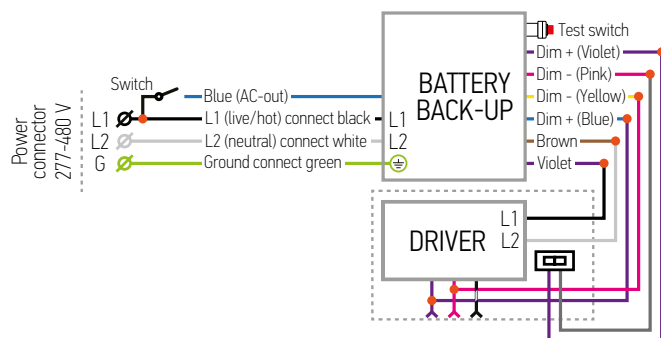 Power
connector
277-480 V
Switch
L1
L2
G
Blue (AC-out)
L1 (live/hot) connect black
L2 (neutral) connect white
Ground connect green
L1
L2
BATTERY
BACK-UP
Test switch
Dim + (Violet)
Dim - (Pink)
Dim - (Yellow)
Dim + (Blue)
Brown
Violet
DRIVER
L1
L2